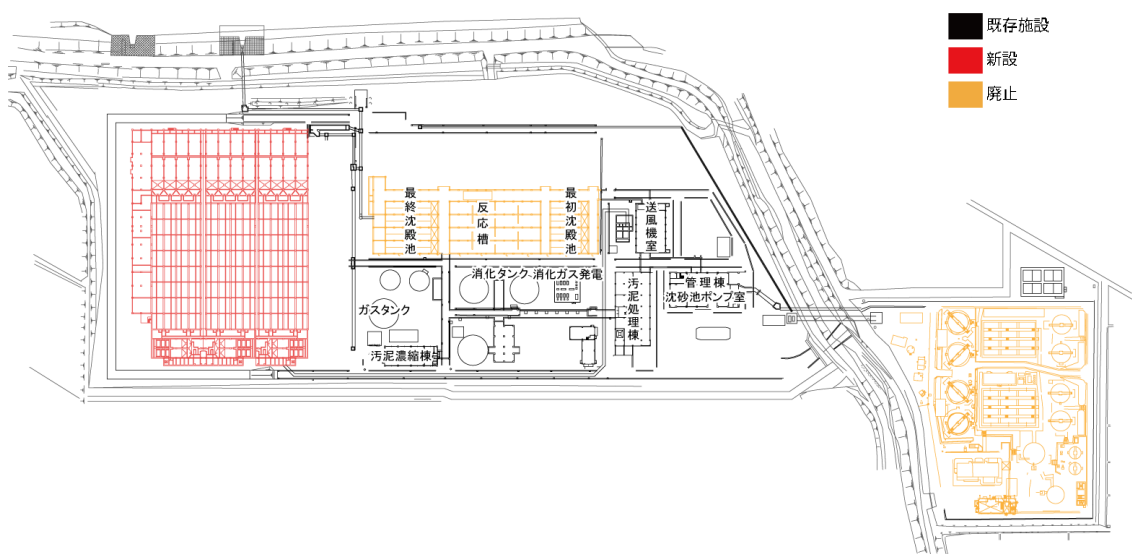 既存施設
新設
廃止
最終沈殿池
反応槽
最初沈殿池
送風機室
消化タンク
消化ガス発電
管理棟
沈砂池ポンプ室
汚泥処理棟
ガスタンク
汚泥濃縮棟